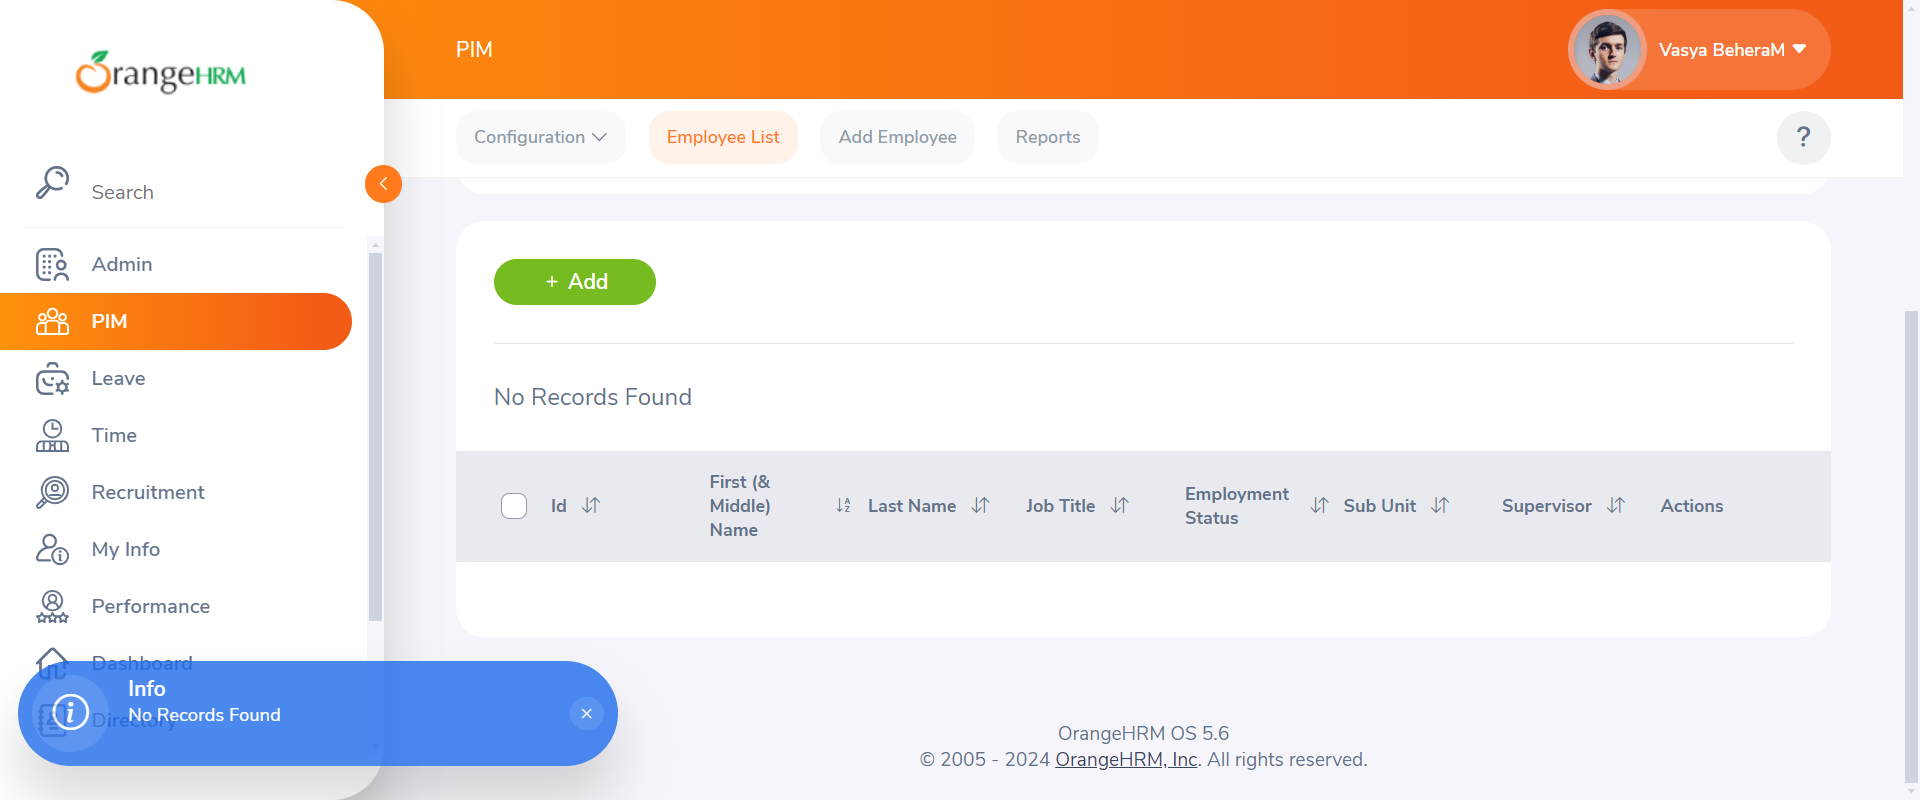 OrangeHRM
PIM
Vasya BeheraM
Configuration
Employee List
Add Employee
Reports
?
Search
Admin
PIM
Leave
Time
Recruitment
My Info
Performance
Dashboard
Directory
+ Add
No Records Found
Id
First (&
Middle)
Name
Last Name
Job Title
Employment
Status
Sub Unit
Supervisor
Actions
Info
No Records Found
OrangeHRM OS 5.6
© 2005 - 2024 OrangeHRM, Inc. All rights reserved.